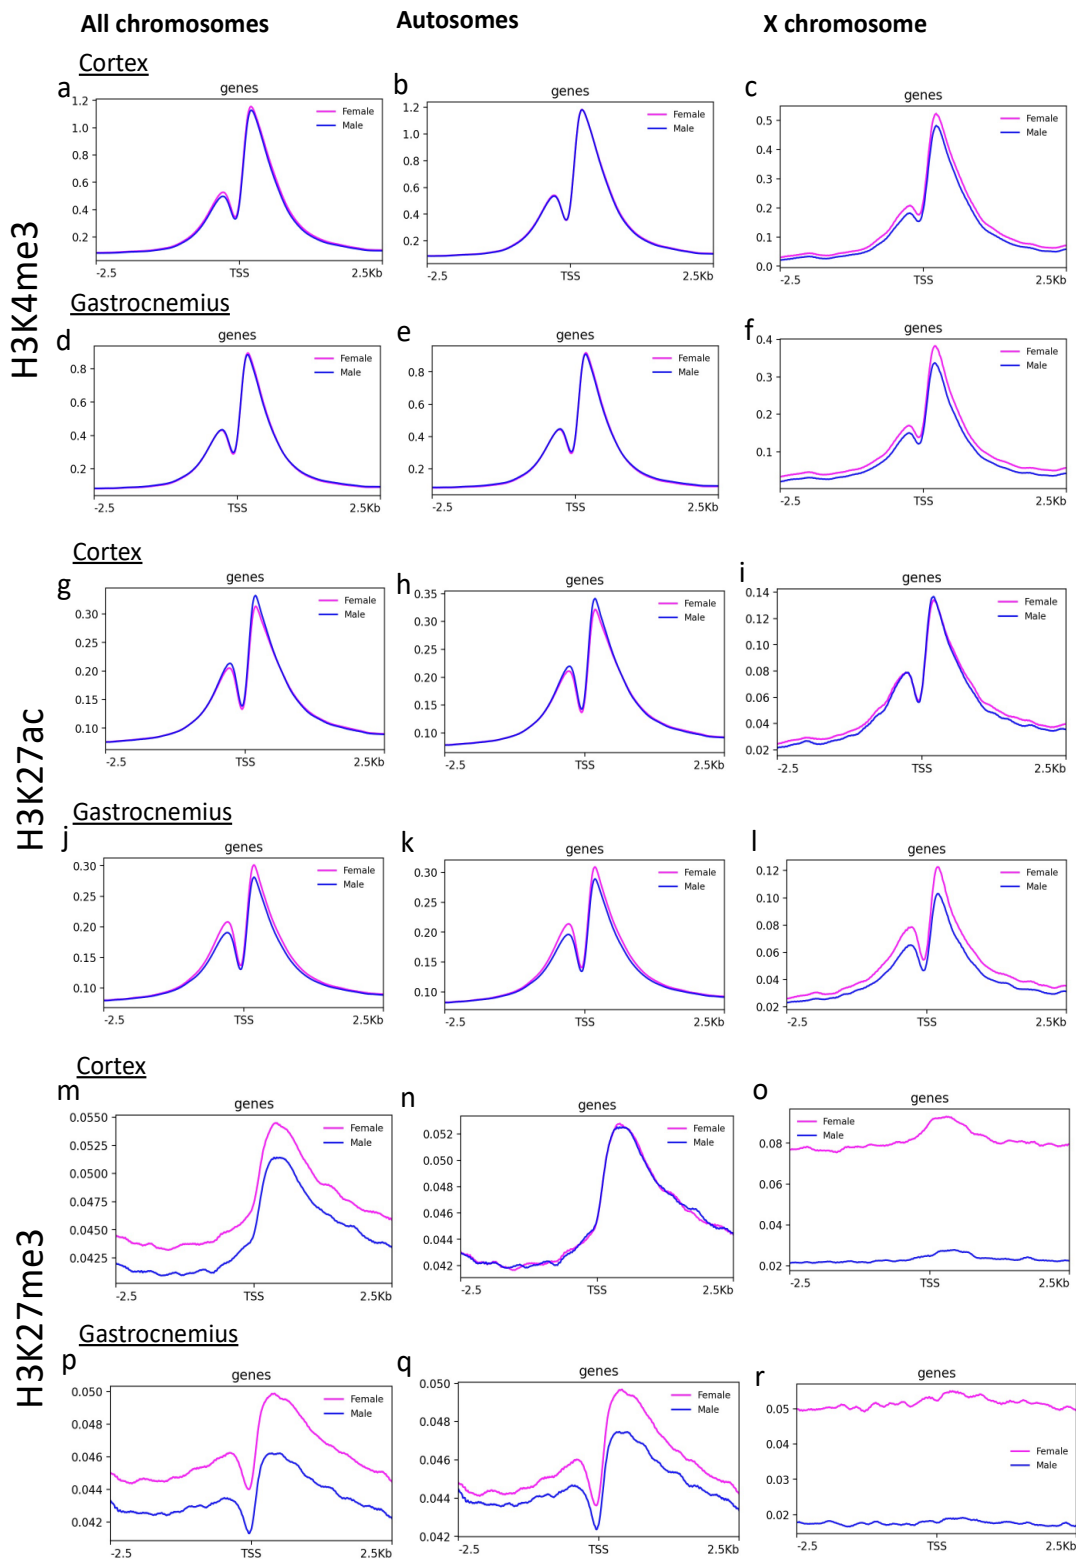 All chromosomes Autosomes X chromosome
H3K4me3
Cortex
a b c
genes genes genes
1.2 1.0 0.8 0.6 0.4 0.2
Female
Male
-2.5 TSS 2.5Kb
1.2 1.0 0.8 0.6 0.4 0.2
Female
Male
-2.5 TSS 2.5Kb
0.5 0.4 0.3 0.2 0.1 0.0
Female
Male
-2.5 TSS 2.5Kb
Gastrocnemius
d e f
genes genes genes
0.8 0.6 0.4 0.2
Female
Male
-2.5 TSS 2.5Kb
0.8 0.6 0.4 0.2
Female
Male
-2.5 TSS 2.5Kb
0.4 0.3 0.2 0.1
Female
Male
-2.5 TSS 2.5Kb
H3K27ac
Cortex
g h i
genes genes genes
0.30 0.25 0.20 0.15 0.10
Female
Male
-2.5 TSS 2.5Kb
0.35 0.30 0.25 0.20 0.15 0.10
Female
Male
-2.5 TSS 2.5Kb
0.14 0.12 0.10 0.08 0.06 0.04 0.02
Female
Male
-2.5 TSS 2.5Kb
Gastrocnemius
j k l
genes genes genes
0.30 0.25 0.20 0.15 0.10
Female
Male
-2.5 TSS 2.5Kb
0.30 0.25 0.20 0.15 0.10
Female
Male
-2.5 TSS 2.5Kb
0.12 0.10 0.08 0.06 0.04 0.02
Female
Male
-2.5 TSS 2.5Kb
H3K27me3
Cortex
m n o
genes genes genes
0.0550 0.0525 0.0500 0.0475 0.0450 0.0425
Female
Male
-2.5 TSS 2.5Kb
0.052 0.050 0.048 0.046 0.044 0.042
Female
Male
-2.5 TSS 2.5Kb
0.08 0.06 0.04 0.02
Female
Male
-2.5 TSS 2.5Kb
Gastrocnemius
p q r
genes genes genes
0.050 0.048 0.046 0.044 0.042
Female
Male
-2.5 TSS 2.5Kb
0.050 0.048 0.046 0.044 0.042
Female
Male
-2.5 TSS 2.5Kb
0.05 0.04 0.03 0.02
Female
Male
-2.5 TSS 2.5Kb